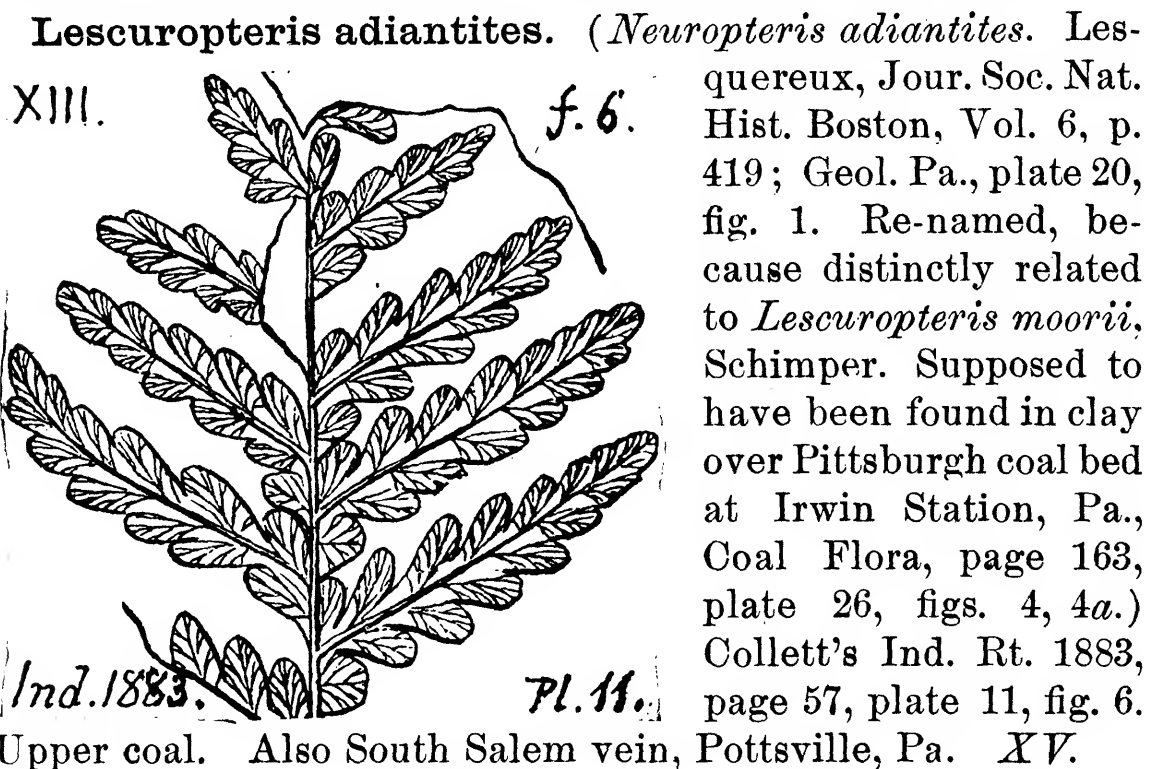 Lescuropteris adiantites. (Neuropteris adiantites. Les-
quereux, Jour. Soc. Nat.
Hist. Boston, Vol. 6, p.
419; Geol. Pa., plate 20,
fig. 1. Re-named, be-
cause distinctly related
to Lescuropteris moorii,
Schimper. Supposed to
have been found in clay
over Pittsburgh coal bed
at Irwin Station, Pa.,
Coal Flora, page 163,
plate 26, figs. 4, 4a.)
Collett's Ind. Rt. 1883,
page 57, plate 11, fig. 6.
Upper coal. Also South Salem vein, Pottsville, Pa. XV.
XIII.
f. 6.
Ind. 1883.
Pl. 11.